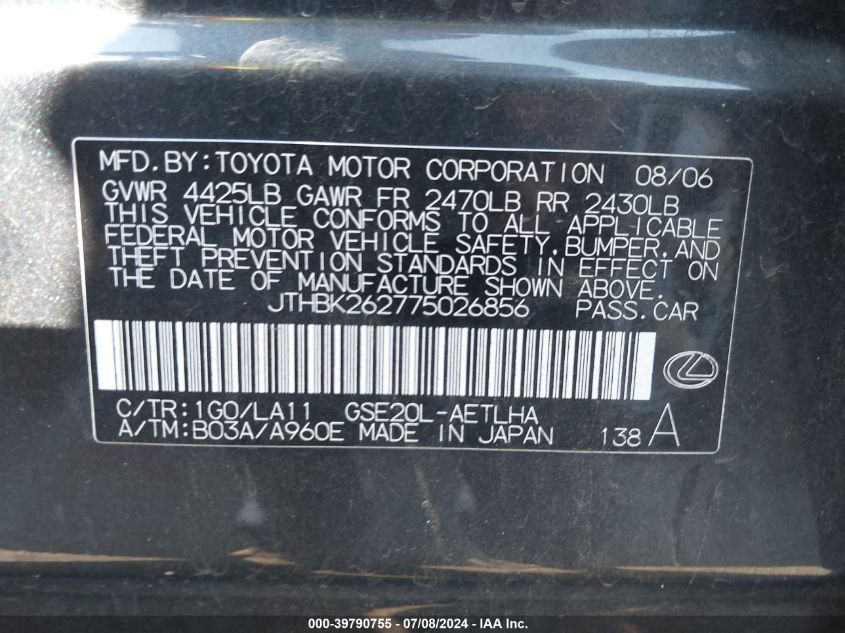 MFD.BY:TOYOTA MOTOR CORPORATION 08/06
GVWR 4425LB GAWR FR 2470LB RR 2430LB
THIS VEHICLE CONFORMS TO ALL APPLICABLE
FEDERAL MOTOR VEHICLE SAFETY,BUMPER,AND
THEFT PREVENTION STANDARDS IN EFFECT ON
THE DATE OF MANUFACTURE SHOWN ABOVE.
JTHBK262775026856 PASS.CAR
C/TR:1G0/LA11 GSE20L-AETLHA
A/TM:B03A/A960E MADE IN JAPAN 138 A
000-39790755 - 07/08/2024 - IAA Inc.